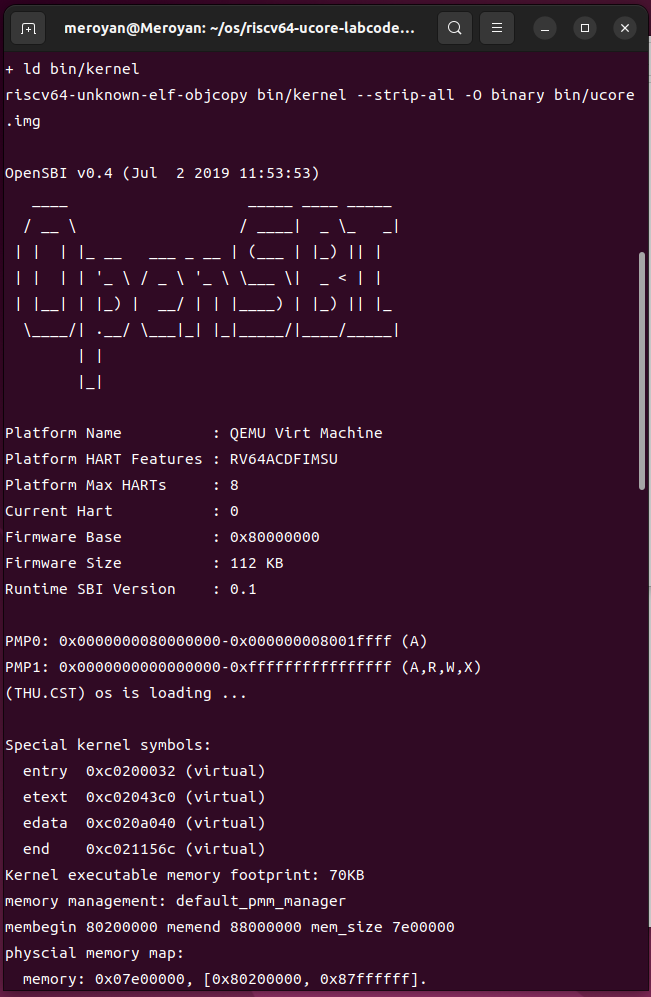 meroyan@Meroyan: ~/os/riscv64-ucore-labcode...
+ ld bin/kernel
riscv64-unknown-elf-objcopy bin/kernel --strip-all -O binary bin/ucore
.img

OpenSBI v0.4 (Jul  2 2019 11:53:53)
   ____                    _____ ____ _____
  / __ \                  / ____|  _ \_   _|
 | |  | |_ __   ___ _ __ | (___ | |_) || |
 | |  | | '_ \ / _ \ '_ \ \___ \|  _ < | |
 | |__| | |_) |  __/ | | |____) | |_) || |_
  \____/| .__/ \___|_| |_|_____/|____/_____|
        | |
        |_|

Platform Name          : QEMU Virt Machine
Platform HART Features : RV64ACDFIMSU
Platform Max HARTs     : 8
Current Hart           : 0
Firmware Base          : 0x80000000
Firmware Size          : 112 KB
Runtime SBI Version    : 0.1

PMP0: 0x0000000080000000-0x000000008001ffff (A)
PMP1: 0x0000000000000000-0xffffffffffffffff (A,R,W,X)
(THU.CST) os is loading ...

Special kernel symbols:
  entry  0xc0200032 (virtual)
  etext  0xc02043c0 (virtual)
  edata  0xc020a040 (virtual)
  end    0xc021156c (virtual)
Kernel executable memory footprint: 70KB
memory management: default_pmm_manager
membegin 80200000 memend 88000000 mem_size 7e00000
physcial memory map:
  memory: 0x07e00000, [0x80200000, 0x87ffffff].